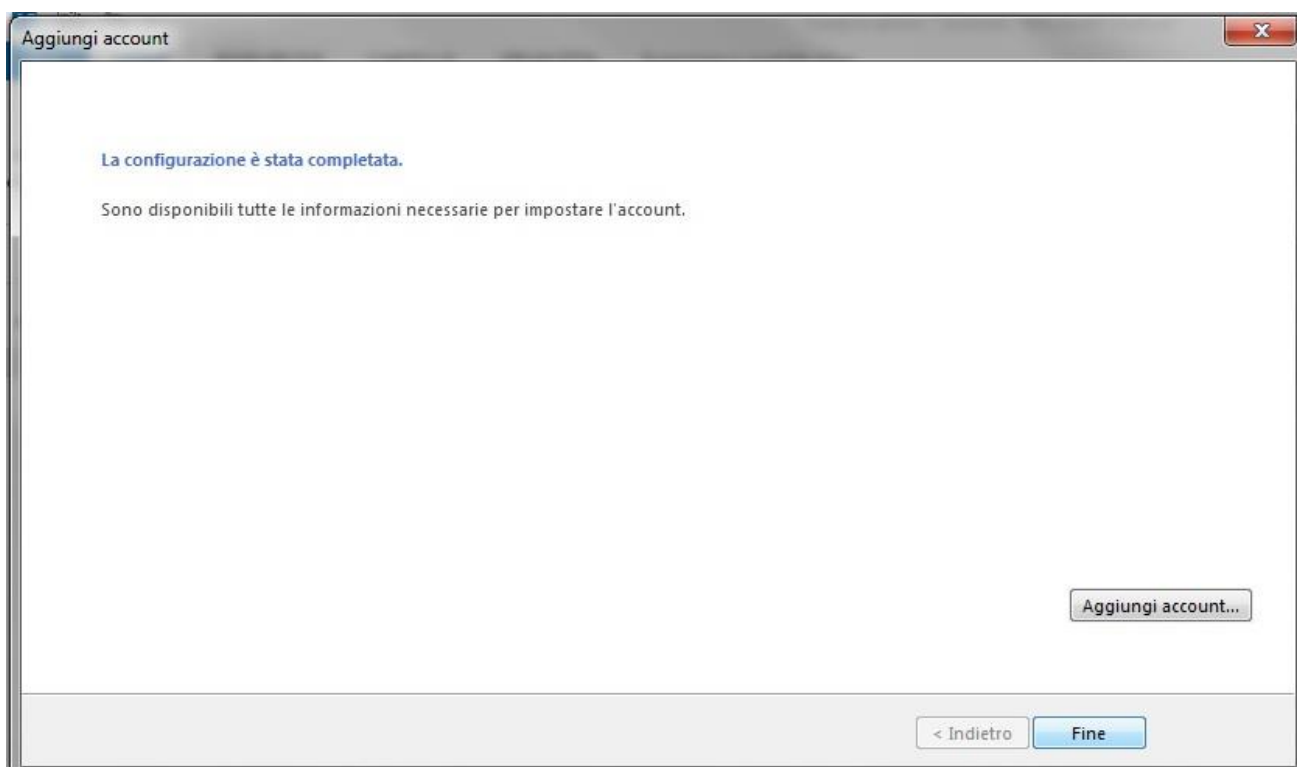 Aggiungi account
La configurazione è stata completata.
Sono disponibili tutte le informazioni necessarie per impostare l'account.
Aggiungi account...
< Indietro
Fine